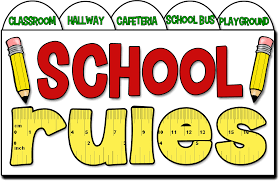 CLASSROOM HALLWAY CAFETERIA SCHOOL BUS PLAYGROUND
SCHOOL
rules